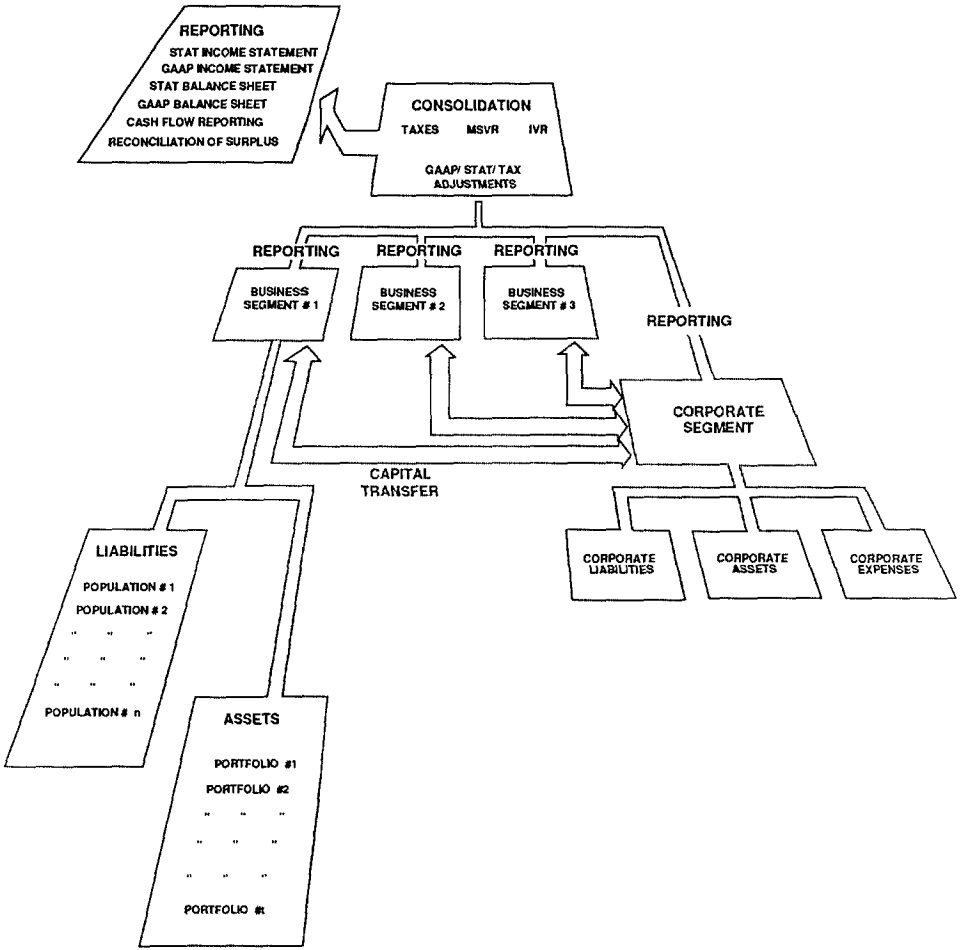 REPORTING
STAT INCOME STATEMENT
GAAP INCOME STATEMENT
STAT BALANCE SHEET
GAAP BALANCE SHEET
CASH FLOW REPORTING
RECONCILIATION OF SURPLUS
CONSOLIDATION
TAXES MSVR IVR
GAAP/ STAT/ TAX
ADJUSTMENTS
REPORTING REPORTING REPORTING
BUSINESS
SEGMENT # 1
BUSINESS
SEGMENT # 2
BUSINESS
SEGMENT # 3
REPORTING
CORPORATE
SEGMENT
CAPITAL
TRANSFER
LIABILITIES
POPULATION # 1
POPULATION # 2
" " "
" " "
" " "
POPULATION # n
ASSETS
PORTFOLIO #1
PORTFOLIO #2
" " "
" " "
" " "
PORTFOLIO #t
CORPORATE
LIABILITIES
CORPORATE
ASSETS
CORPORATE
EXPENSES